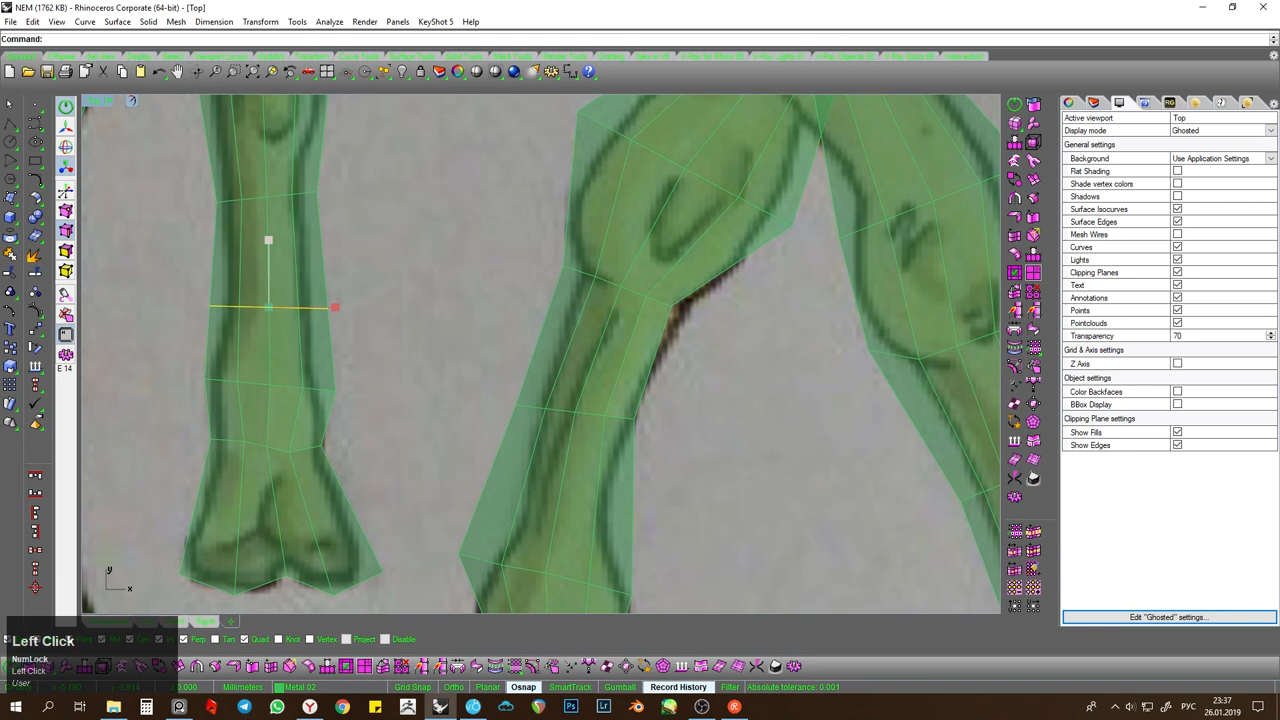 NEM (1762 KB) - Rhinoceros Corporate (64-bit) - [Top]
File Edit View Curve Surface Solid Mesh Dimension Transform Tools Analyze Render Panels KeyShot 5 Help
Command:
Active viewport Top
Display mode Ghosted
General settings
Background Use Application Settings
Flat Shading
Shade vertex colors
Shadows
Surface Isocurves
Surface Edges
Mesh Wires
Curves
Lights
Clipping Planes
Text
Annotations
Points
Pointclouds
Transparency 70
Grid & Axis settings
Z Axis
Object settings
Color Backfaces
BBox Display
Clipping Plane settings
Show Fills
Show Edges
Edit "Ghosted" settings...
E 14
y
x
Right
Left Click
NumLock
Left Click
User
Mid Cen Int Perp Tan Quad Knot Vertex Project Disable
Millimeters Metal 02 Grid Snap Ortho Planar Osnap SmartTrack Gumball Record History Filter Absolute tolerance: 0.001
РУС
23:37
26.01.2019